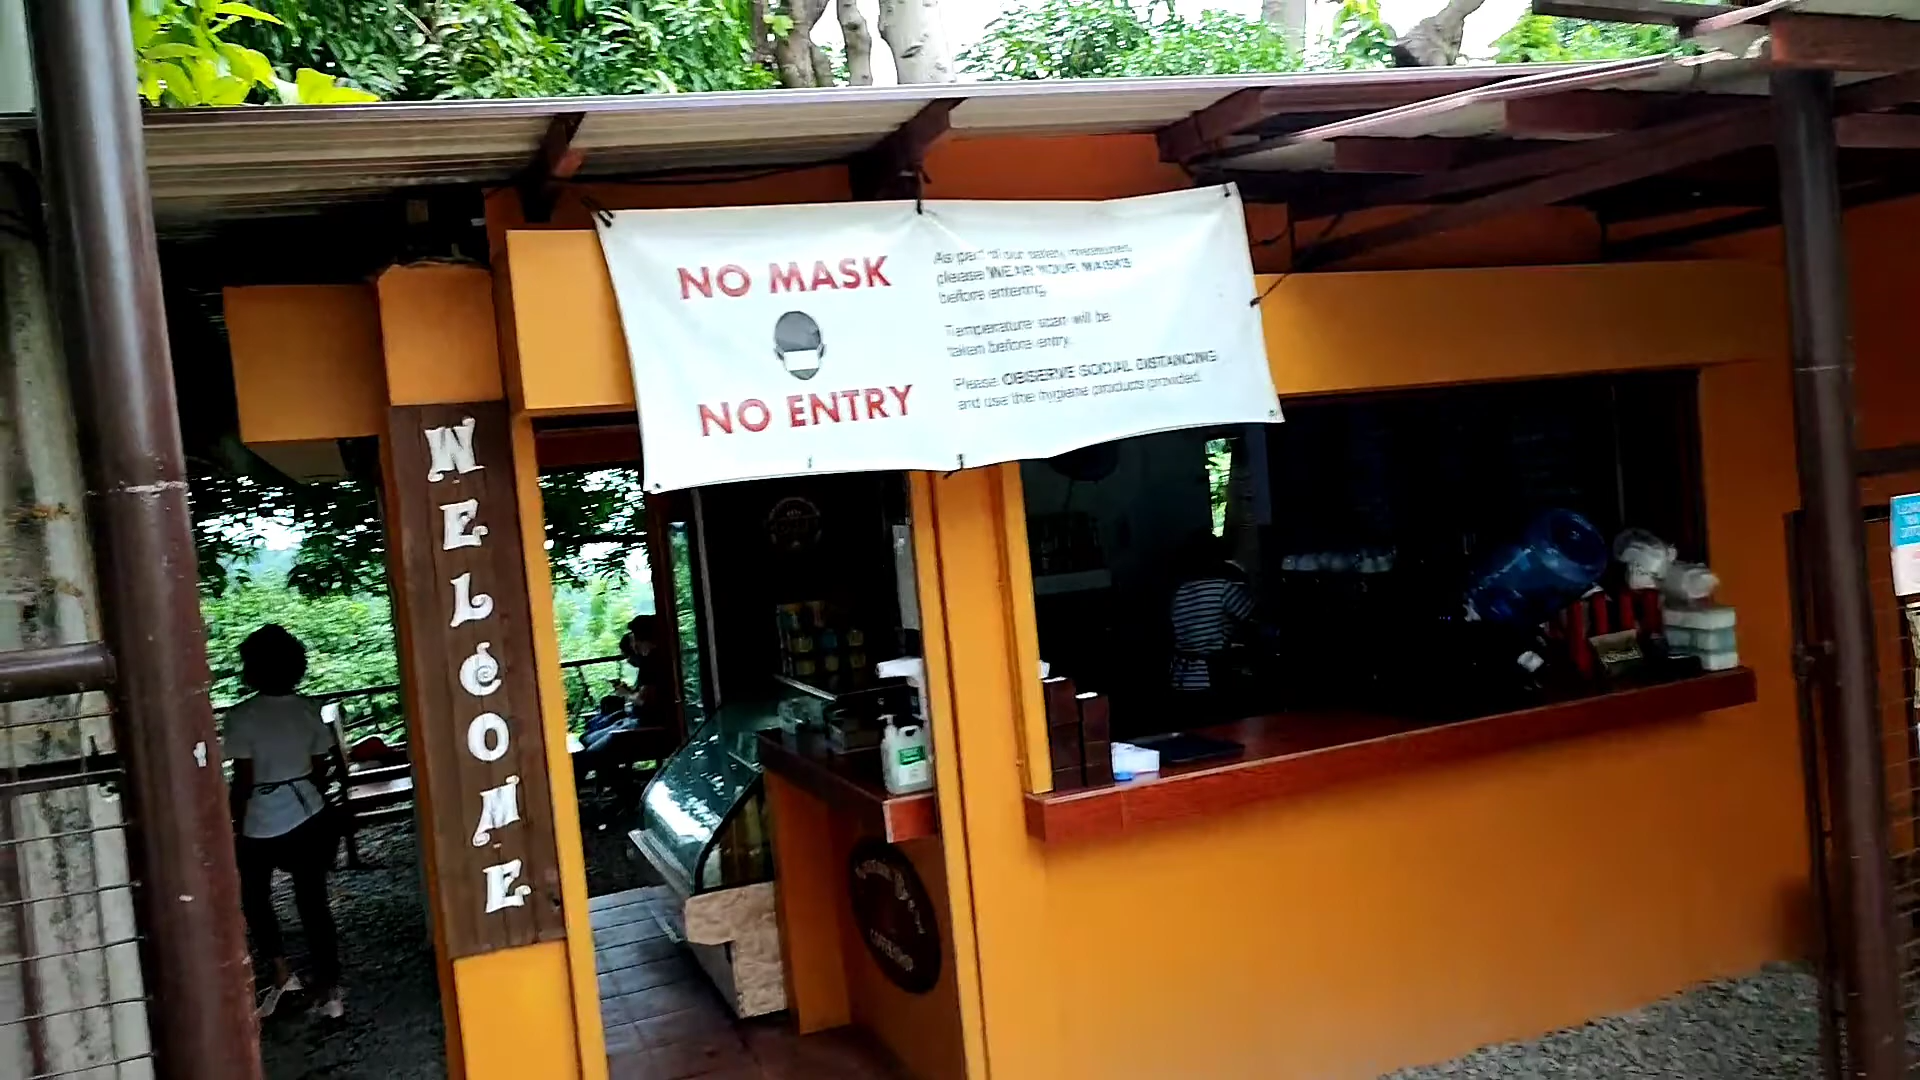 NO MASK
NO ENTRY
As part of our safety measures,
please WEAR YOUR MASKS
before entering.
Temperature scan will be
taken before entry.
Please OBSERVE SOCIAL DISTANCING
and use the hygiene products provided.
WELCOME